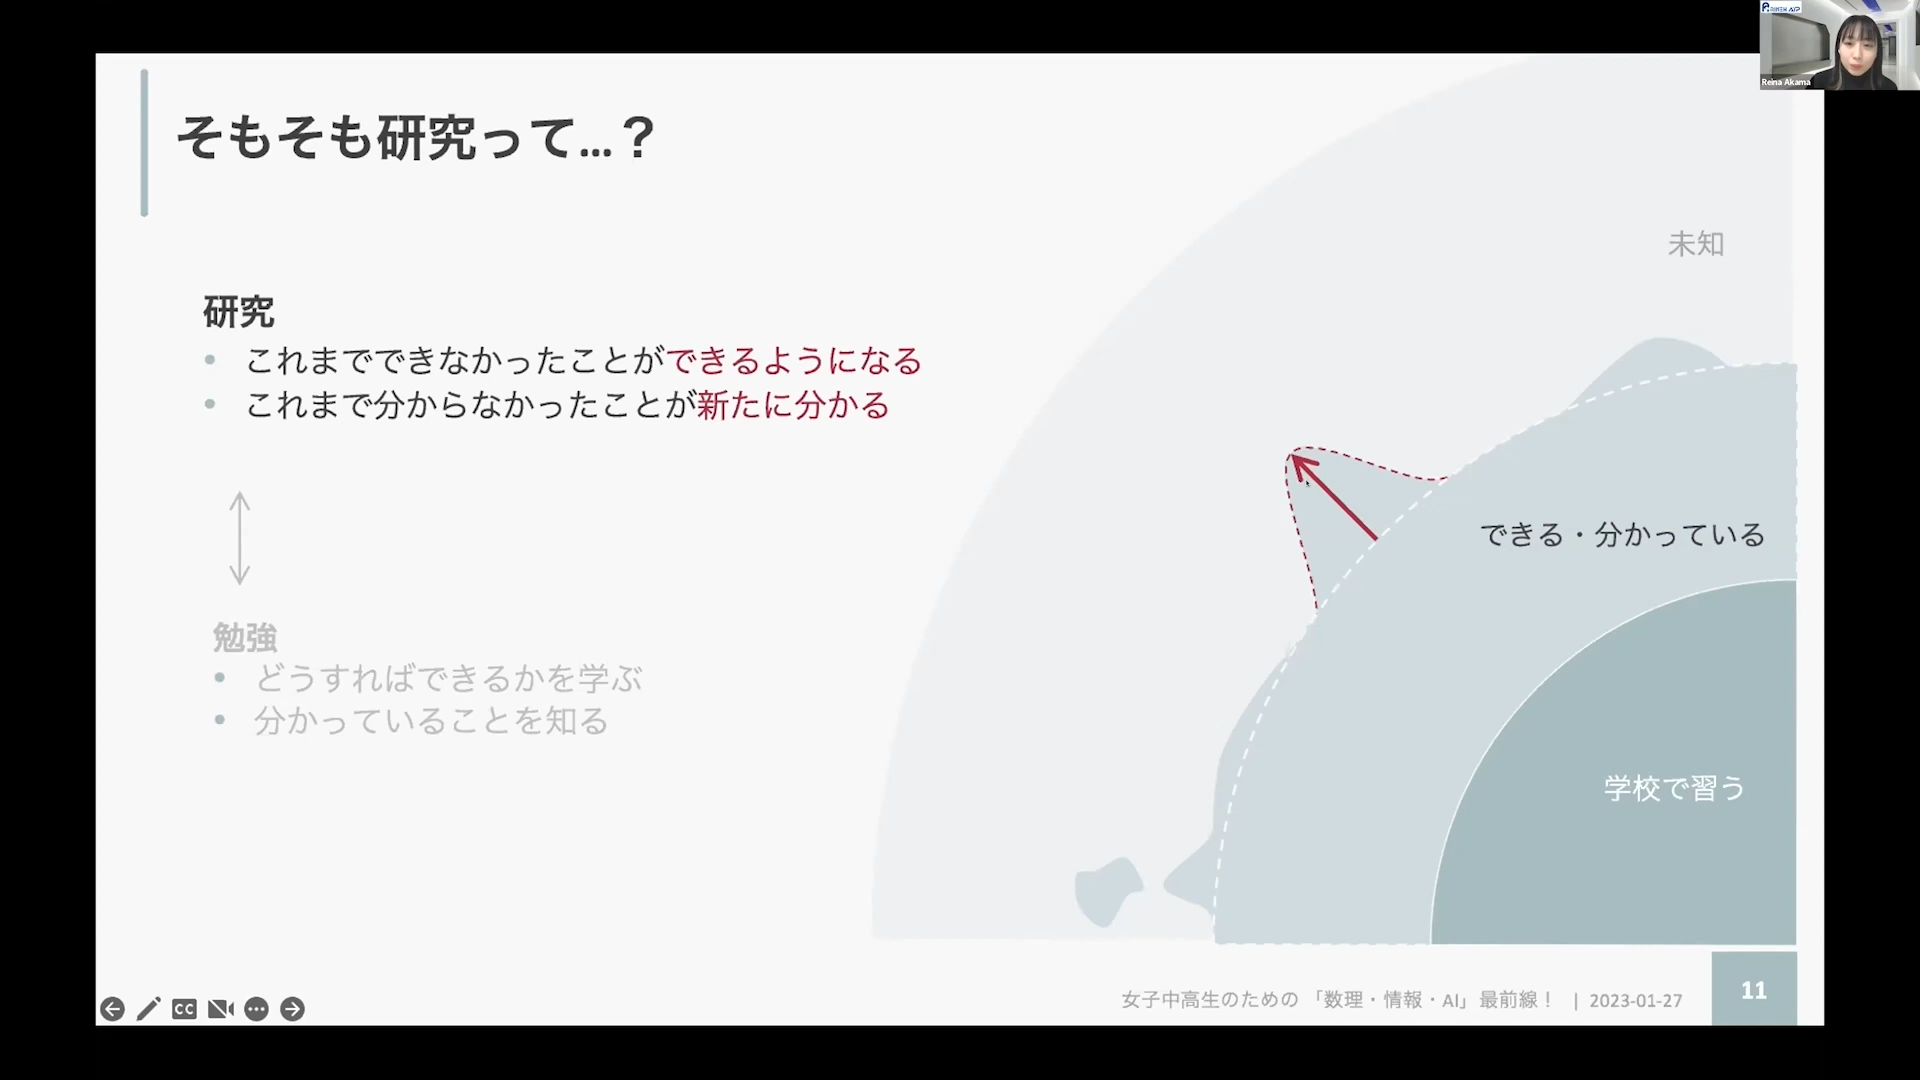 RIKEN AIP
Reina Akama
そもそも研究って…？
未知
研究
• これまでできなかったことができるようになる
• これまで分からなかったことが新たに分かる
できる・分かっている
勉強
• どうすればできるかを学ぶ
• 分かっていることを知る
学校で習う
女子中高生のための「数理・情報・AI」最前線！ | 2023-01-27
11
CC